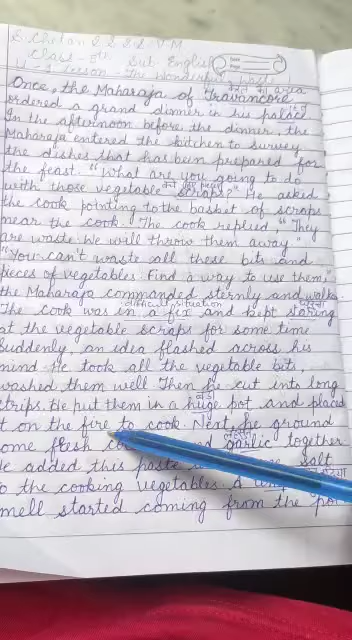 S. Chetan
Class - 5th Sub English
Lesson - The Wonderful paste
Once, the Maharaja of Travancore
ordered a grand dinner in his palace
In the afternoon before the dinner, the
Maharaja entered the kitchen to survey
the dishes that has been prepared for
the feast. "What are you going to do
with those vegetable scraps?" He asked
the cook pointing to the basket of scraps
near the cook. The cook replied, "They
are waste. We will throw them away"
"You can't waste all these bits and
pieces of vegetables. Find a way to use them,"
the Maharaja commanded sternly and
difficult situation घूरना
The cook was in a fix and kept staring
at the vegetable scraps for some time
Suddenly, an idea flashed across his
mind. He took all the vegetable bits,
washed them well Then he cut into long
strips. He put them in a huge pot and placed
it on the fire to cook. Next, he ground
some fresh garlic together
He added this paste salt
to the cooking vegetables. A
smell started coming from the pot